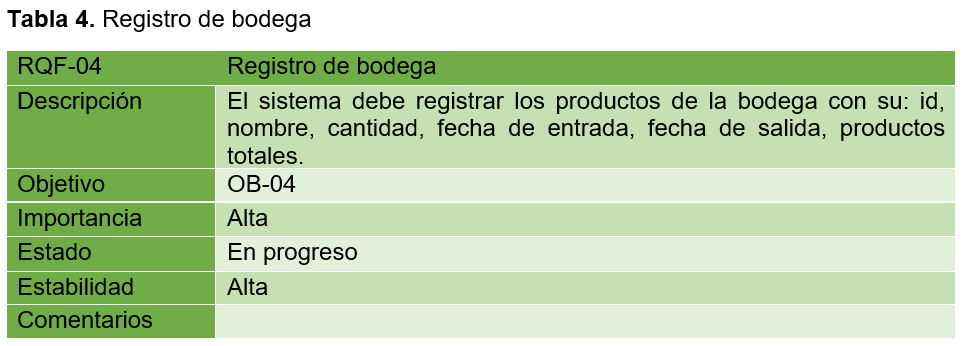 Tabla 4. Registro de bodega
RQF-04 Registro de bodega
Descripción El sistema debe registrar los productos de la bodega con su: id,
nombre, cantidad, fecha de entrada, fecha de salida, productos
totales.
Objetivo OB-04
Importancia Alta
Estado En progreso
Estabilidad Alta
Comentarios